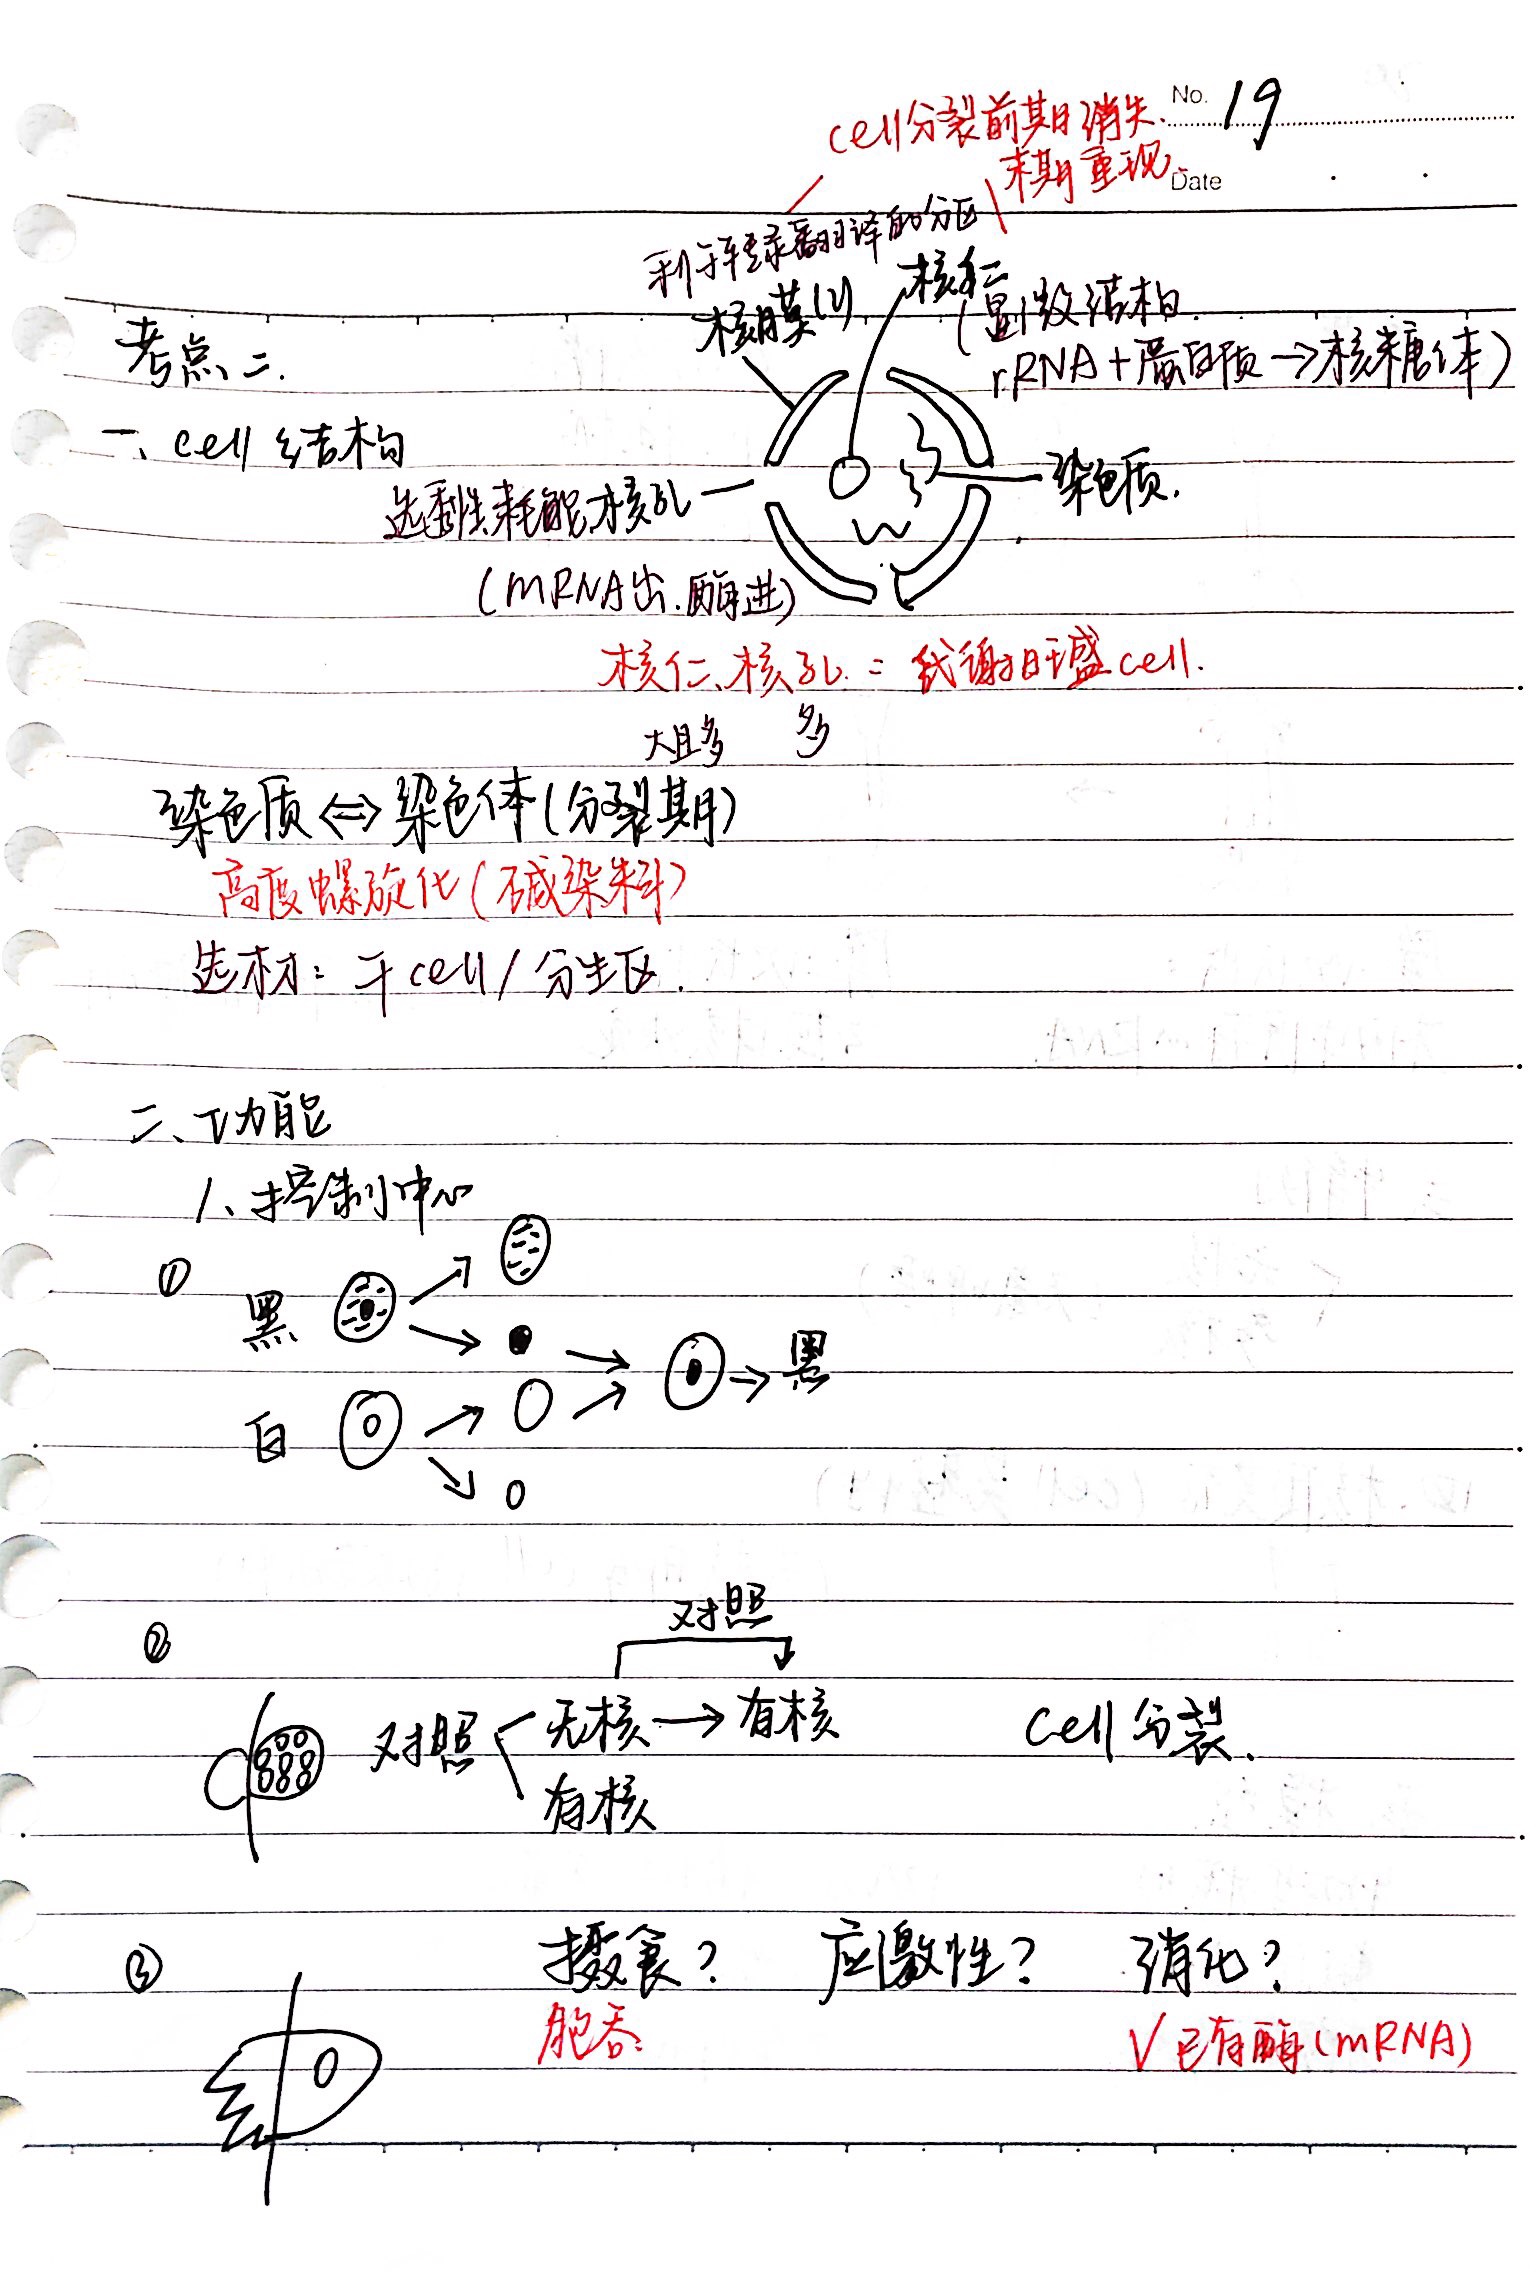 No. 19
cell分裂前期消失.
末期重现.
Date
利于转录翻译的分区
核膜(2)
核仁
(显微结构.
rRNA+蛋白质→核糖体)
考点二.
一、cell结构
选择性.耗能.核孔
染色质.
(mRNA出.酶进)
核仁、核孔.=代谢旺盛cell.
大且多 多
染色质⇔染色体(分裂期)
高度螺旋化(碱染料)
选材:干cell/分生区.
二、功能
1、控制中心
①
黑
→黑
白
②
对照
对照 无核→有核 cell分裂.
有核
③ 摄食? 应激性? 消化?
胞吞. √已有酶(mRNA)